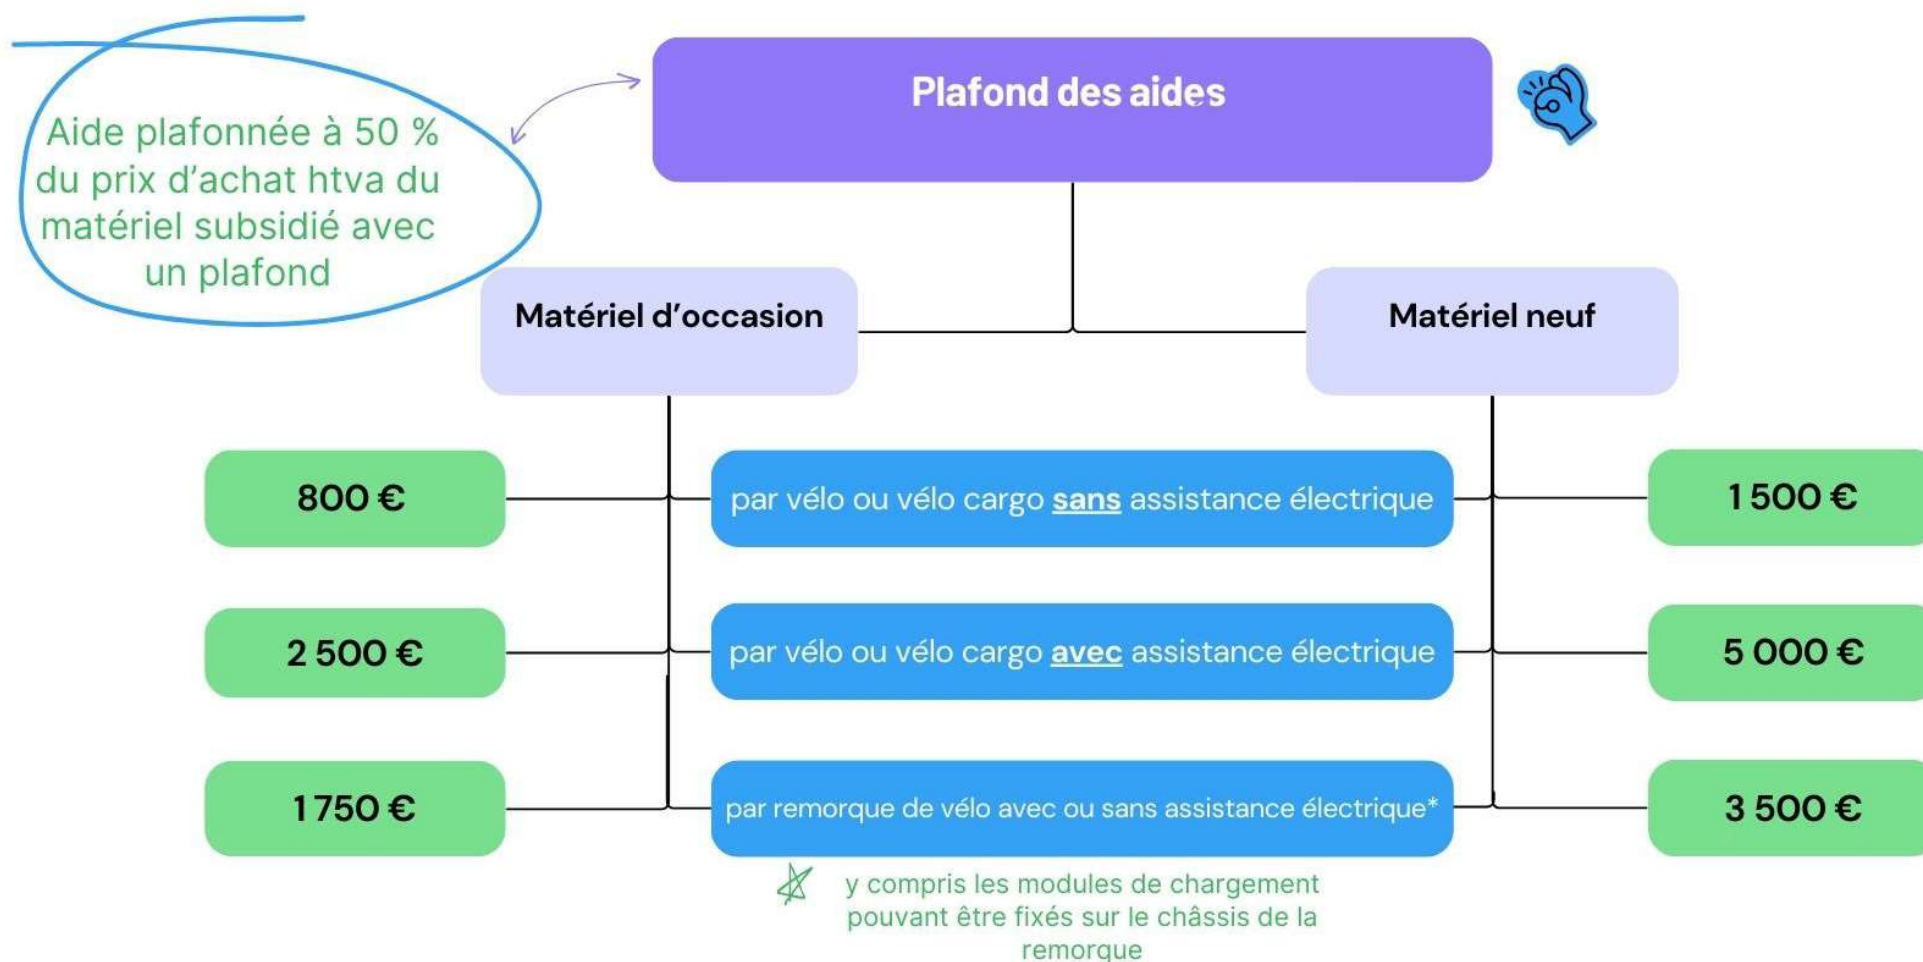 Plafond des aides
Aide plafonnée à 50 %
du prix d’achat htva du
matériel subsidié avec
un plafond
Matériel d’occasion
Matériel neuf
800 €
par vélo ou vélo cargo sans assistance électrique
1 500 €
2 500 €
par vélo ou vélo cargo avec assistance électrique
5 000 €
1 750 €
par remorque de vélo avec ou sans assistance électrique*
3 500 €
y compris les modules de chargement
pouvant être fixés sur le châssis de la
remorque